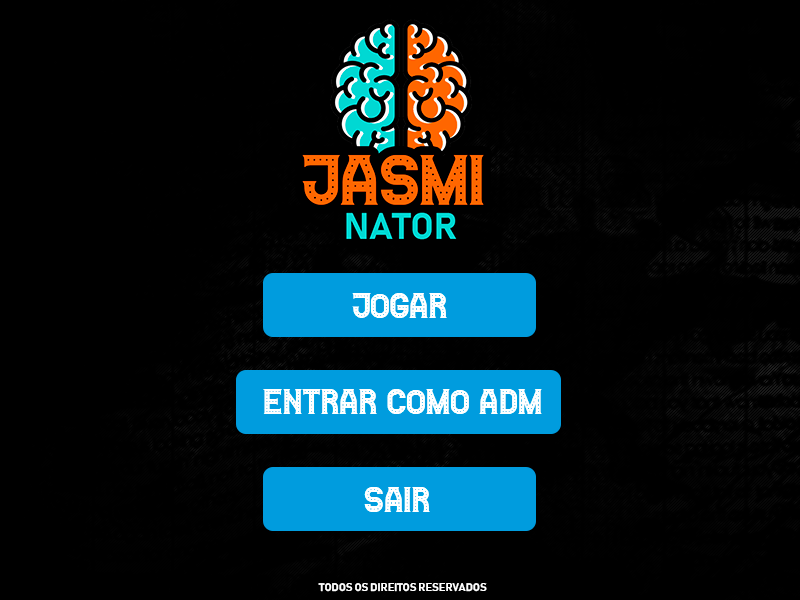 JASMI
NATOR
JOGAR
ENTRAR COMO ADM
SAIR
TODOS OS DIREITOS RESERVADOS